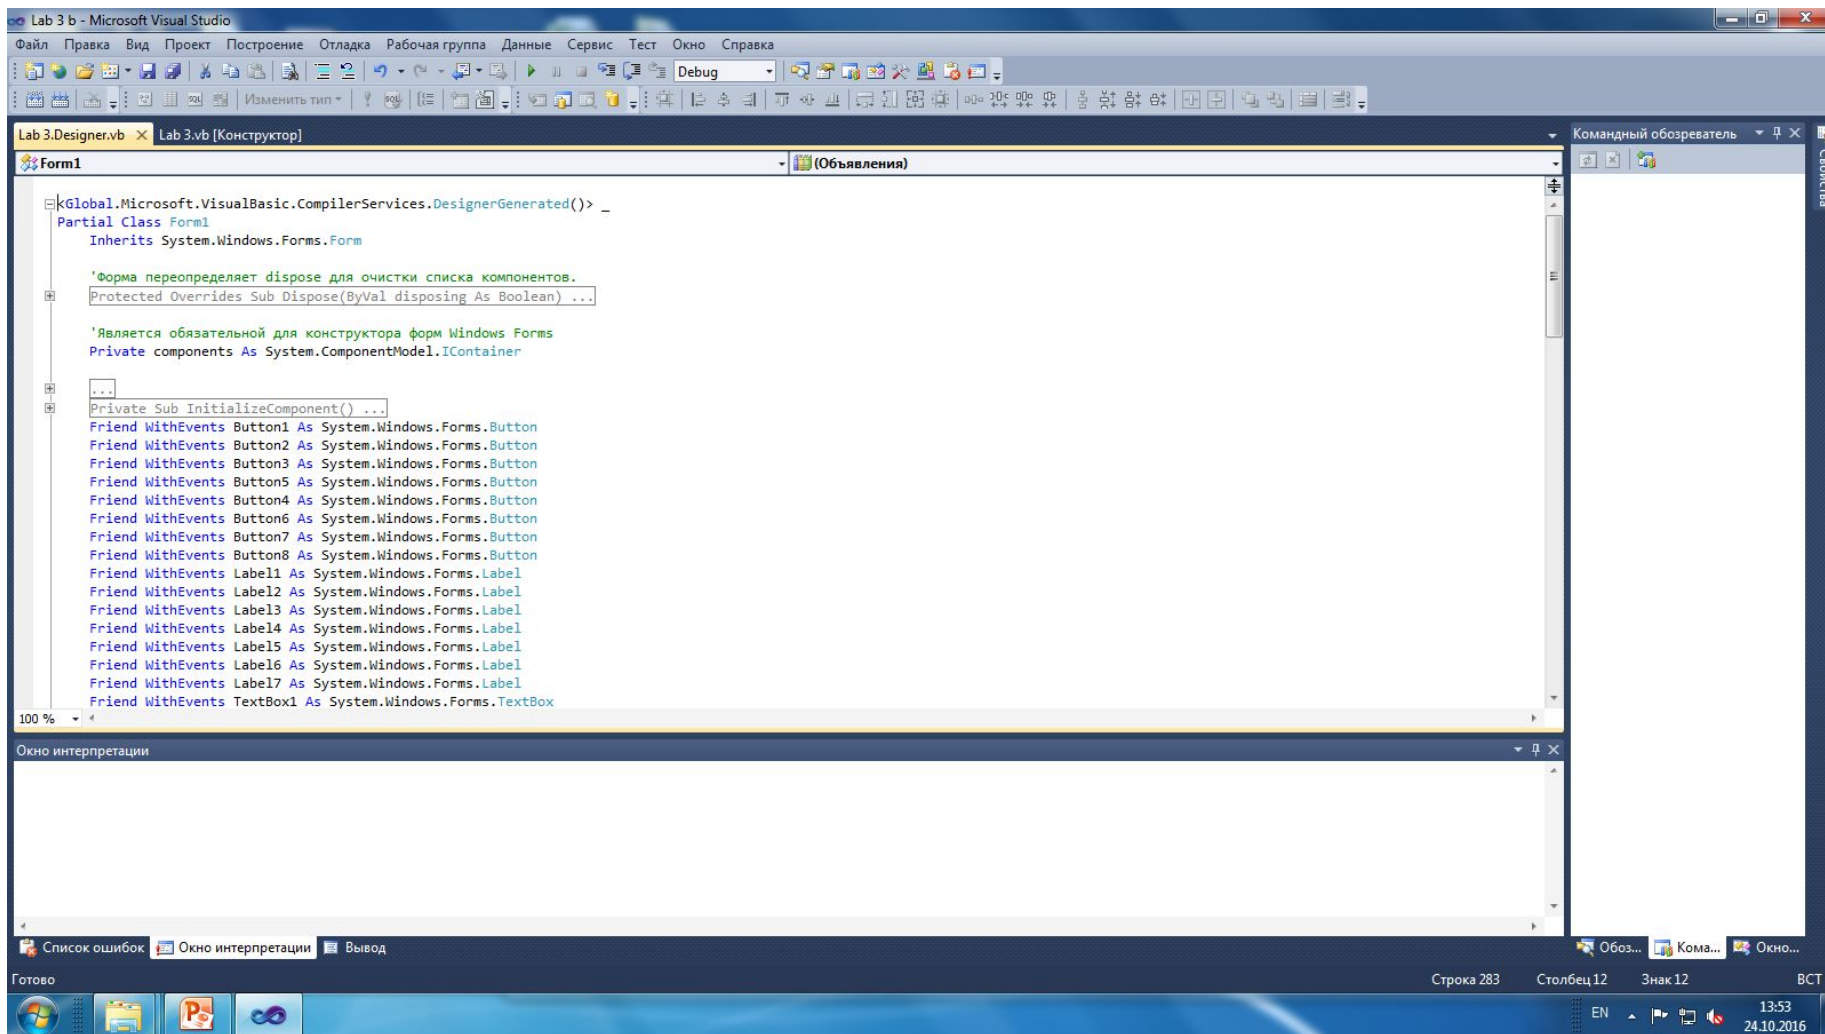 Lab 3 b - Microsoft Visual Studio
Файл Правка Вид Проект Построение Отладка Рабочая группа Данные Сервис Тест Окно Справка
Debug
Изменить тип
Lab 3.Designer.vb Lab 3.vb [Конструктор]
Командный обозреватель
Свойства
Form1 (Объявления)
<Global.Microsoft.VisualBasic.CompilerServices.DesignerGenerated()> _
Partial Class Form1
Inherits System.Windows.Forms.Form
'Форма переопределяет dispose для очистки списка компонентов.
Protected Overrides Sub Dispose(ByVal disposing As Boolean) ...
'Является обязательной для конструктора форм Windows Forms
Private components As System.ComponentModel.IContainer
...
Private Sub InitializeComponent() ...
Friend WithEvents Button1 As System.Windows.Forms.Button
Friend WithEvents Button2 As System.Windows.Forms.Button
Friend WithEvents Button3 As System.Windows.Forms.Button
Friend WithEvents Button5 As System.Windows.Forms.Button
Friend WithEvents Button4 As System.Windows.Forms.Button
Friend WithEvents Button6 As System.Windows.Forms.Button
Friend WithEvents Button7 As System.Windows.Forms.Button
Friend WithEvents Button8 As System.Windows.Forms.Button
Friend WithEvents Label1 As System.Windows.Forms.Label
Friend WithEvents Label2 As System.Windows.Forms.Label
Friend WithEvents Label3 As System.Windows.Forms.Label
Friend WithEvents Label4 As System.Windows.Forms.Label
Friend WithEvents Label5 As System.Windows.Forms.Label
Friend WithEvents Label6 As System.Windows.Forms.Label
Friend WithEvents Label7 As System.Windows.Forms.Label
Friend WithEvents TextBox1 As System.Windows.Forms.TextBox
100 %
Окно интерпретации
Список ошибок Окно интерпретации Вывод
Обоз... Кома... Окно...
Готово Строка 283 Столбец 12 Знак 12 ВСТ
EN 13:53
24.10.2016